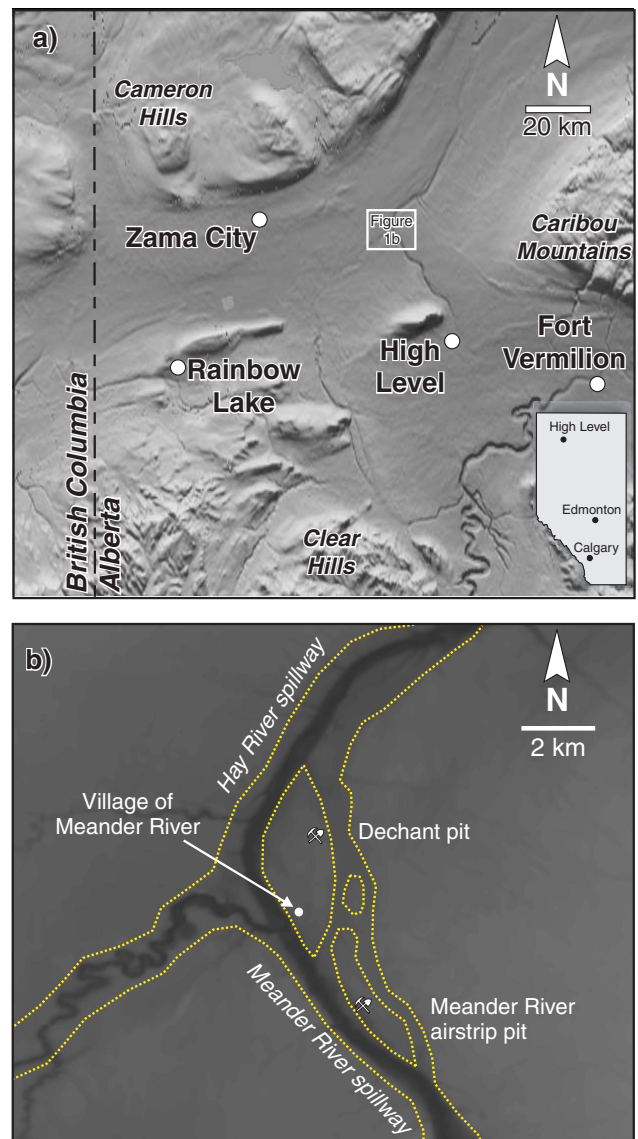 a)
Cameron
Hills
N
20 km
Zama City
Figure
1b
Caribou
Mountains
Rainbow
Lake
High
Level
Fort
Vermilion
British Columbia
Alberta
Clear
Hills
High Level
Edmonton
Calgary
b)
Hay River spillway
N
2 km
Village of
Meander River
Dechant pit
Meander River spillway
Meander River
airstrip pit